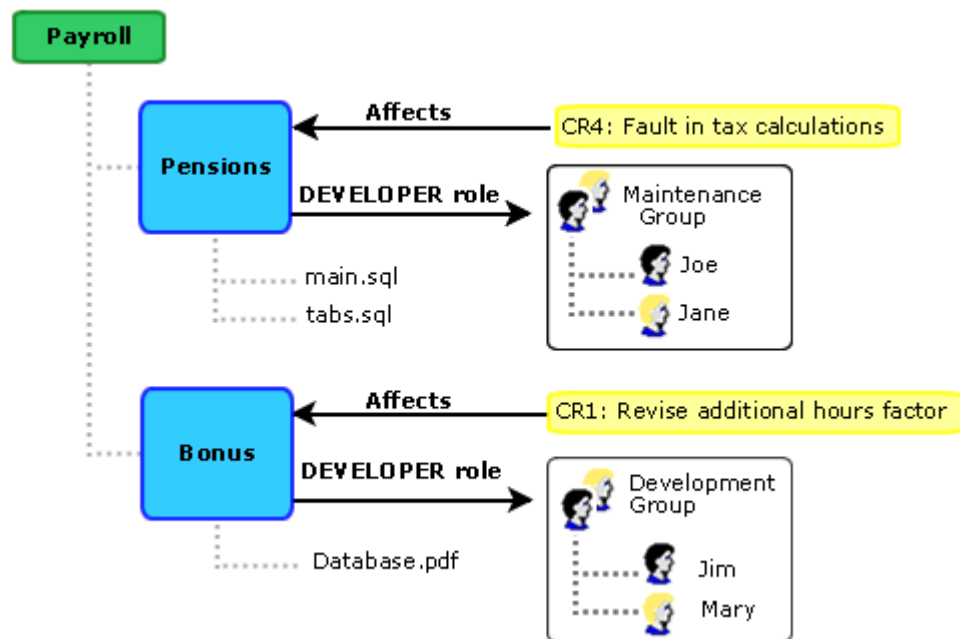 Payroll
Affects
CR4: Fault in tax calculations
Pensions
DEVELOPER role
Maintenance
Group
Joe
Jane
main.sql
tabs.sql
Affects
CR1: Revise additional hours factor
Bonus
DEVELOPER role
Development
Group
Jim
Mary
Database.pdf